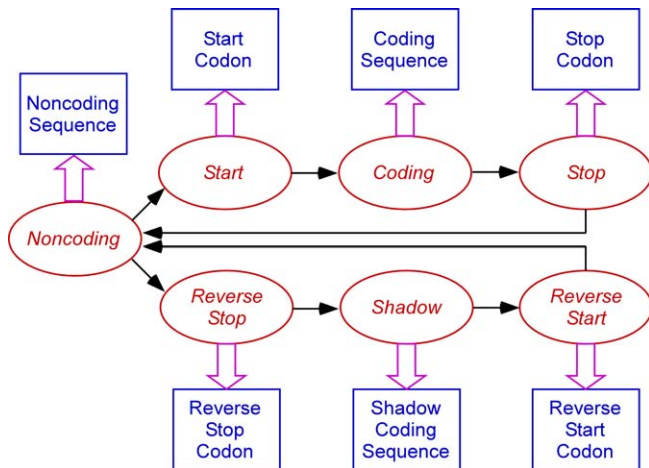 Start
Codon
Coding
Sequence
Stop
Codon
Noncoding
Sequence
Start
Coding
Stop
Noncoding
Reverse
Stop
Shadow
Reverse
Start
Reverse
Stop
Codon
Shadow
Coding
Sequence
Reverse
Start
Codon